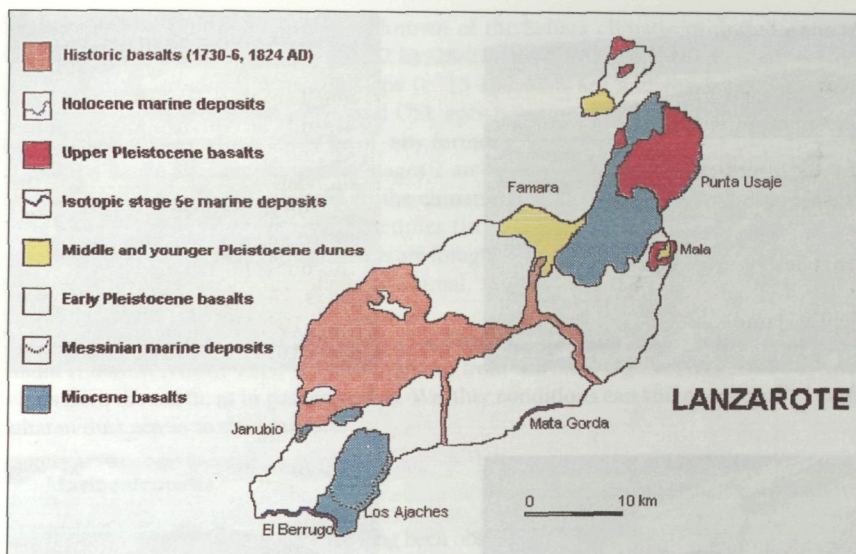 Historic basalts (1730-6, 1824 AD)
Holocene marine deposits
Upper Pleistocene basalts
Isotopic stage 5e marine deposits
Middle and younger Pleistocene dunes
Early Pleistocene basalts
Messinian marine deposits
Miocene basalts
Famara
Punta Usaje
Mala
LANZAROTE
Mata Gorda
Janubio
Los Ajaches
El Berrugo
0 10 km